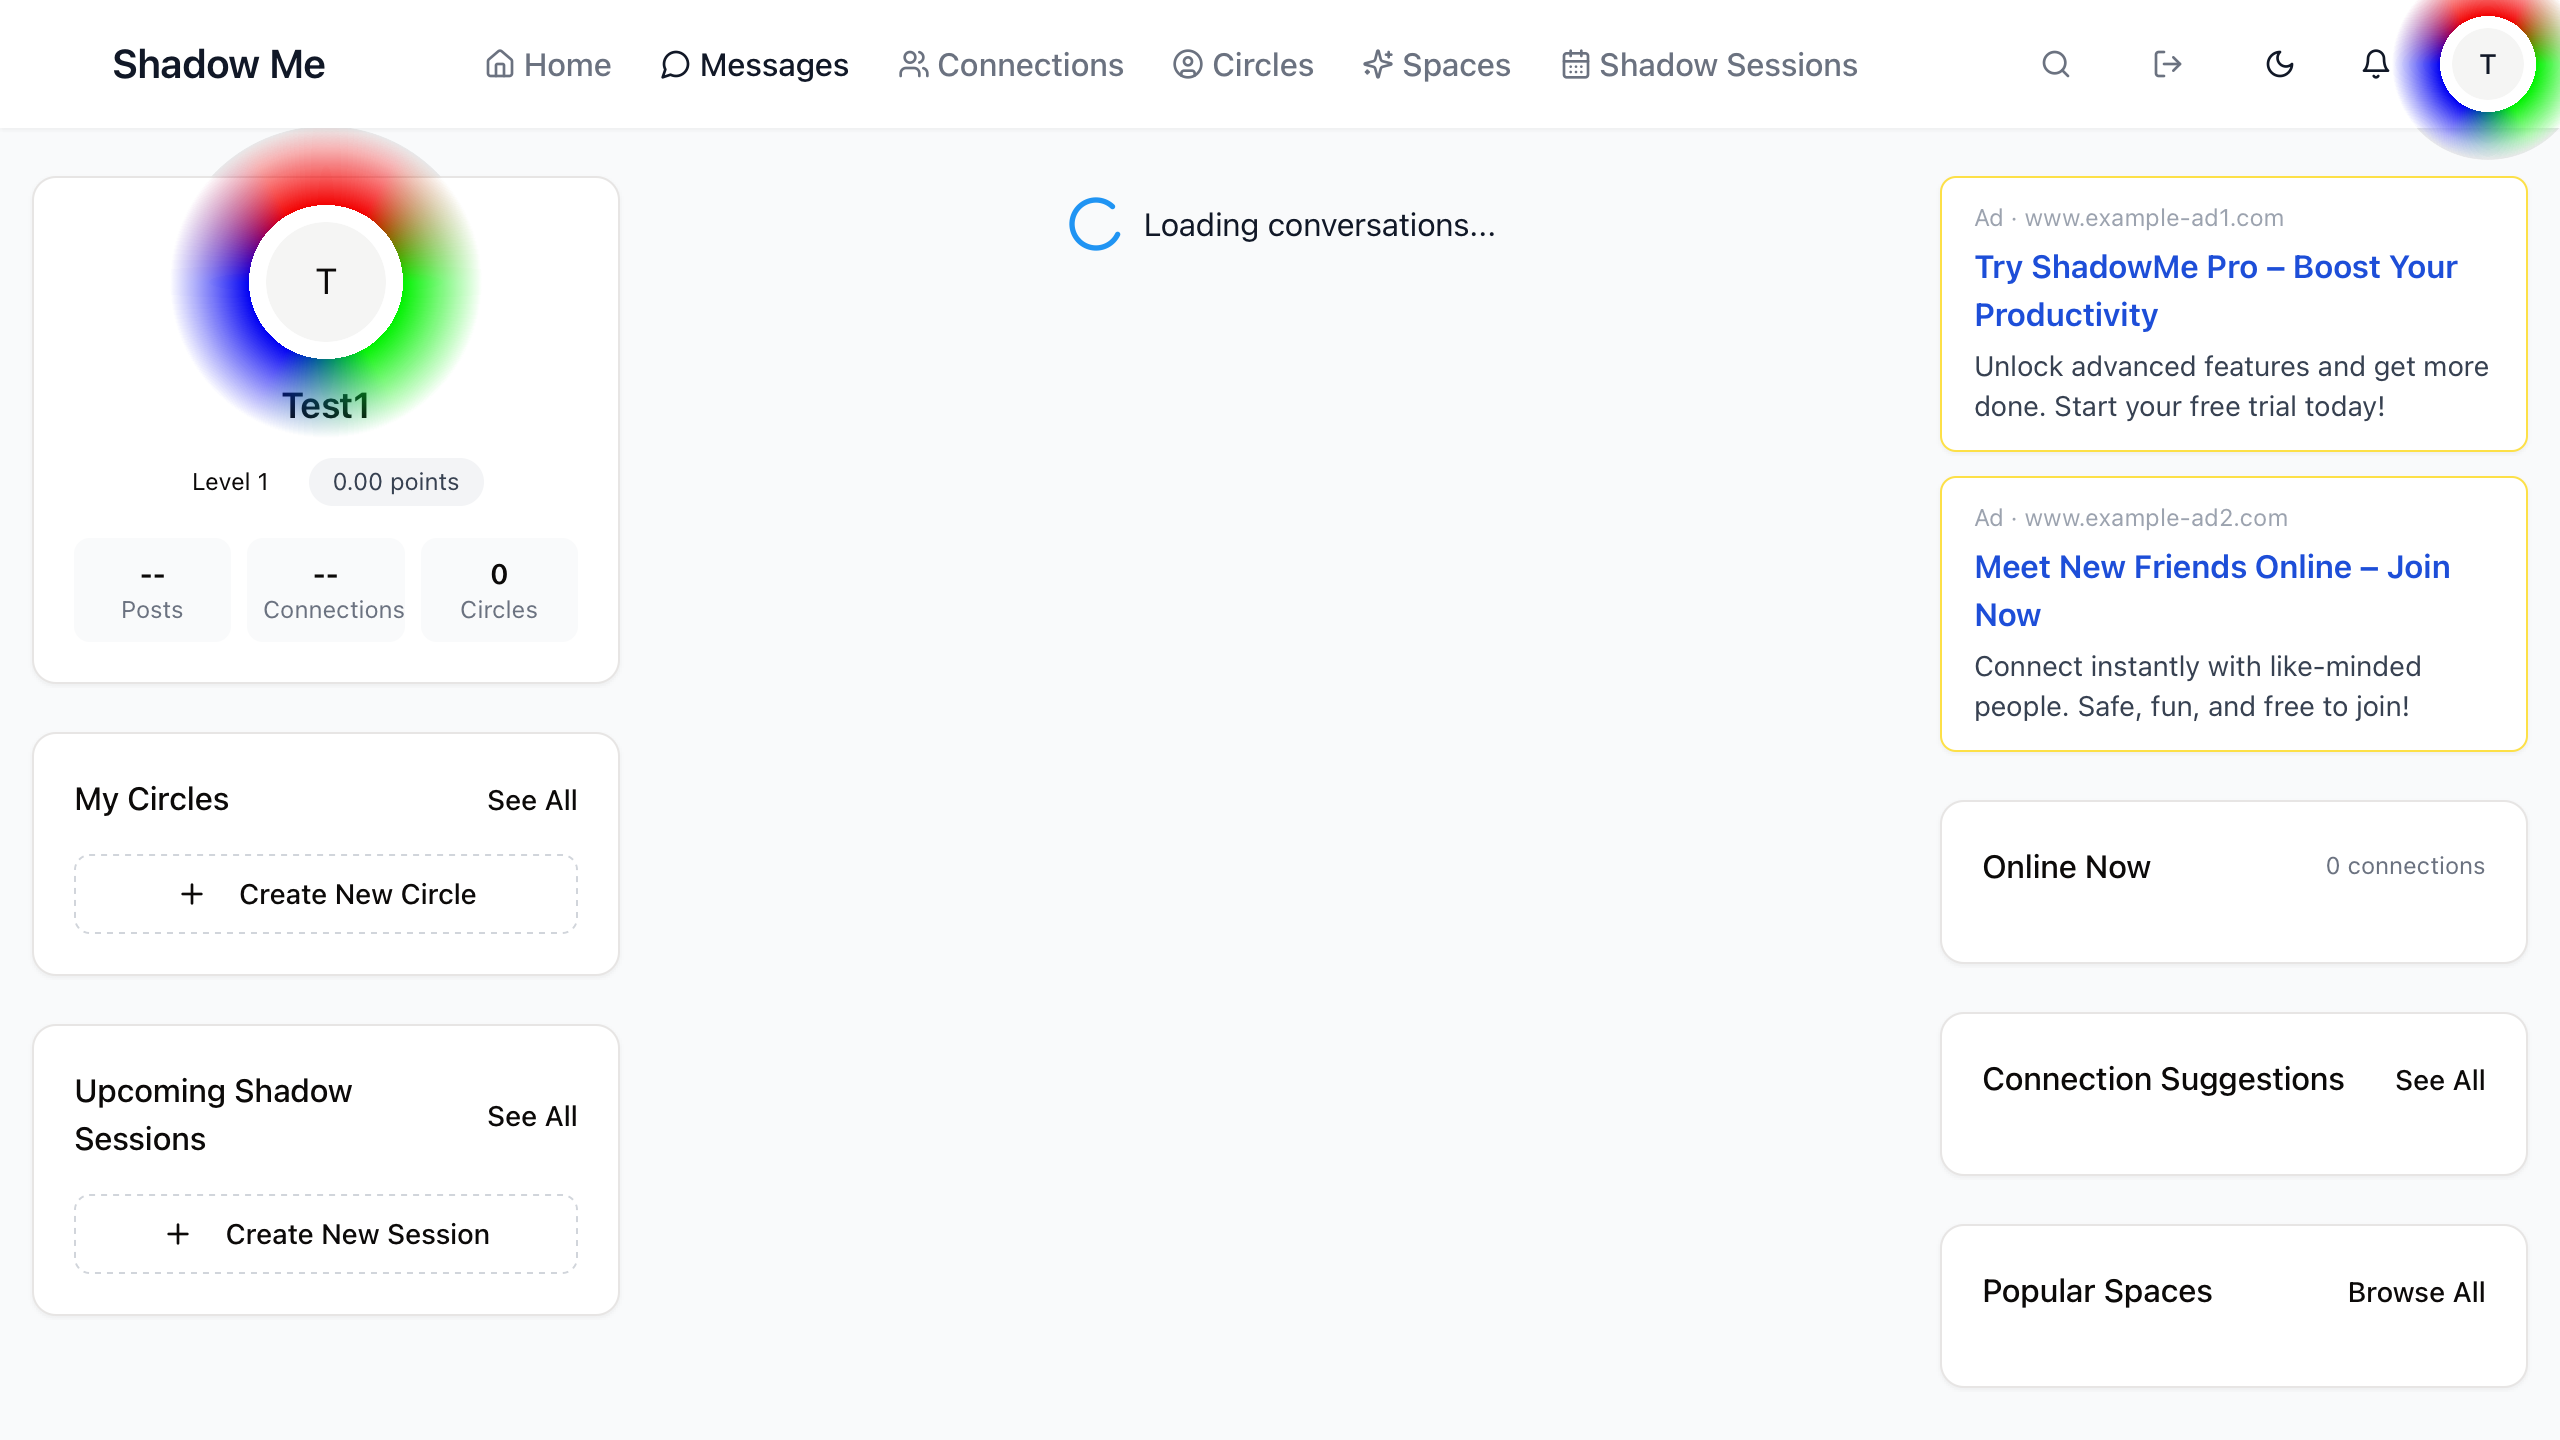 Shadow Me
Home
Messages
Connections
Circles
Spaces
Shadow Sessions
T
T
Test1
Level 1
0.00 points
--
Posts
--
Connections
0
Circles
My Circles
See All
Create New Circle
Upcoming Shadow
Sessions
See All
Create New Session
Loading conversations...
Ad · www.example-ad1.com
Try ShadowMe Pro – Boost Your
Productivity
Unlock advanced features and get more
done. Start your free trial today!
Ad · www.example-ad2.com
Meet New Friends Online – Join
Now
Connect instantly with like-minded
people. Safe, fun, and free to join!
Online Now
0 connections
Connection Suggestions
See All
Popular Spaces
Browse All